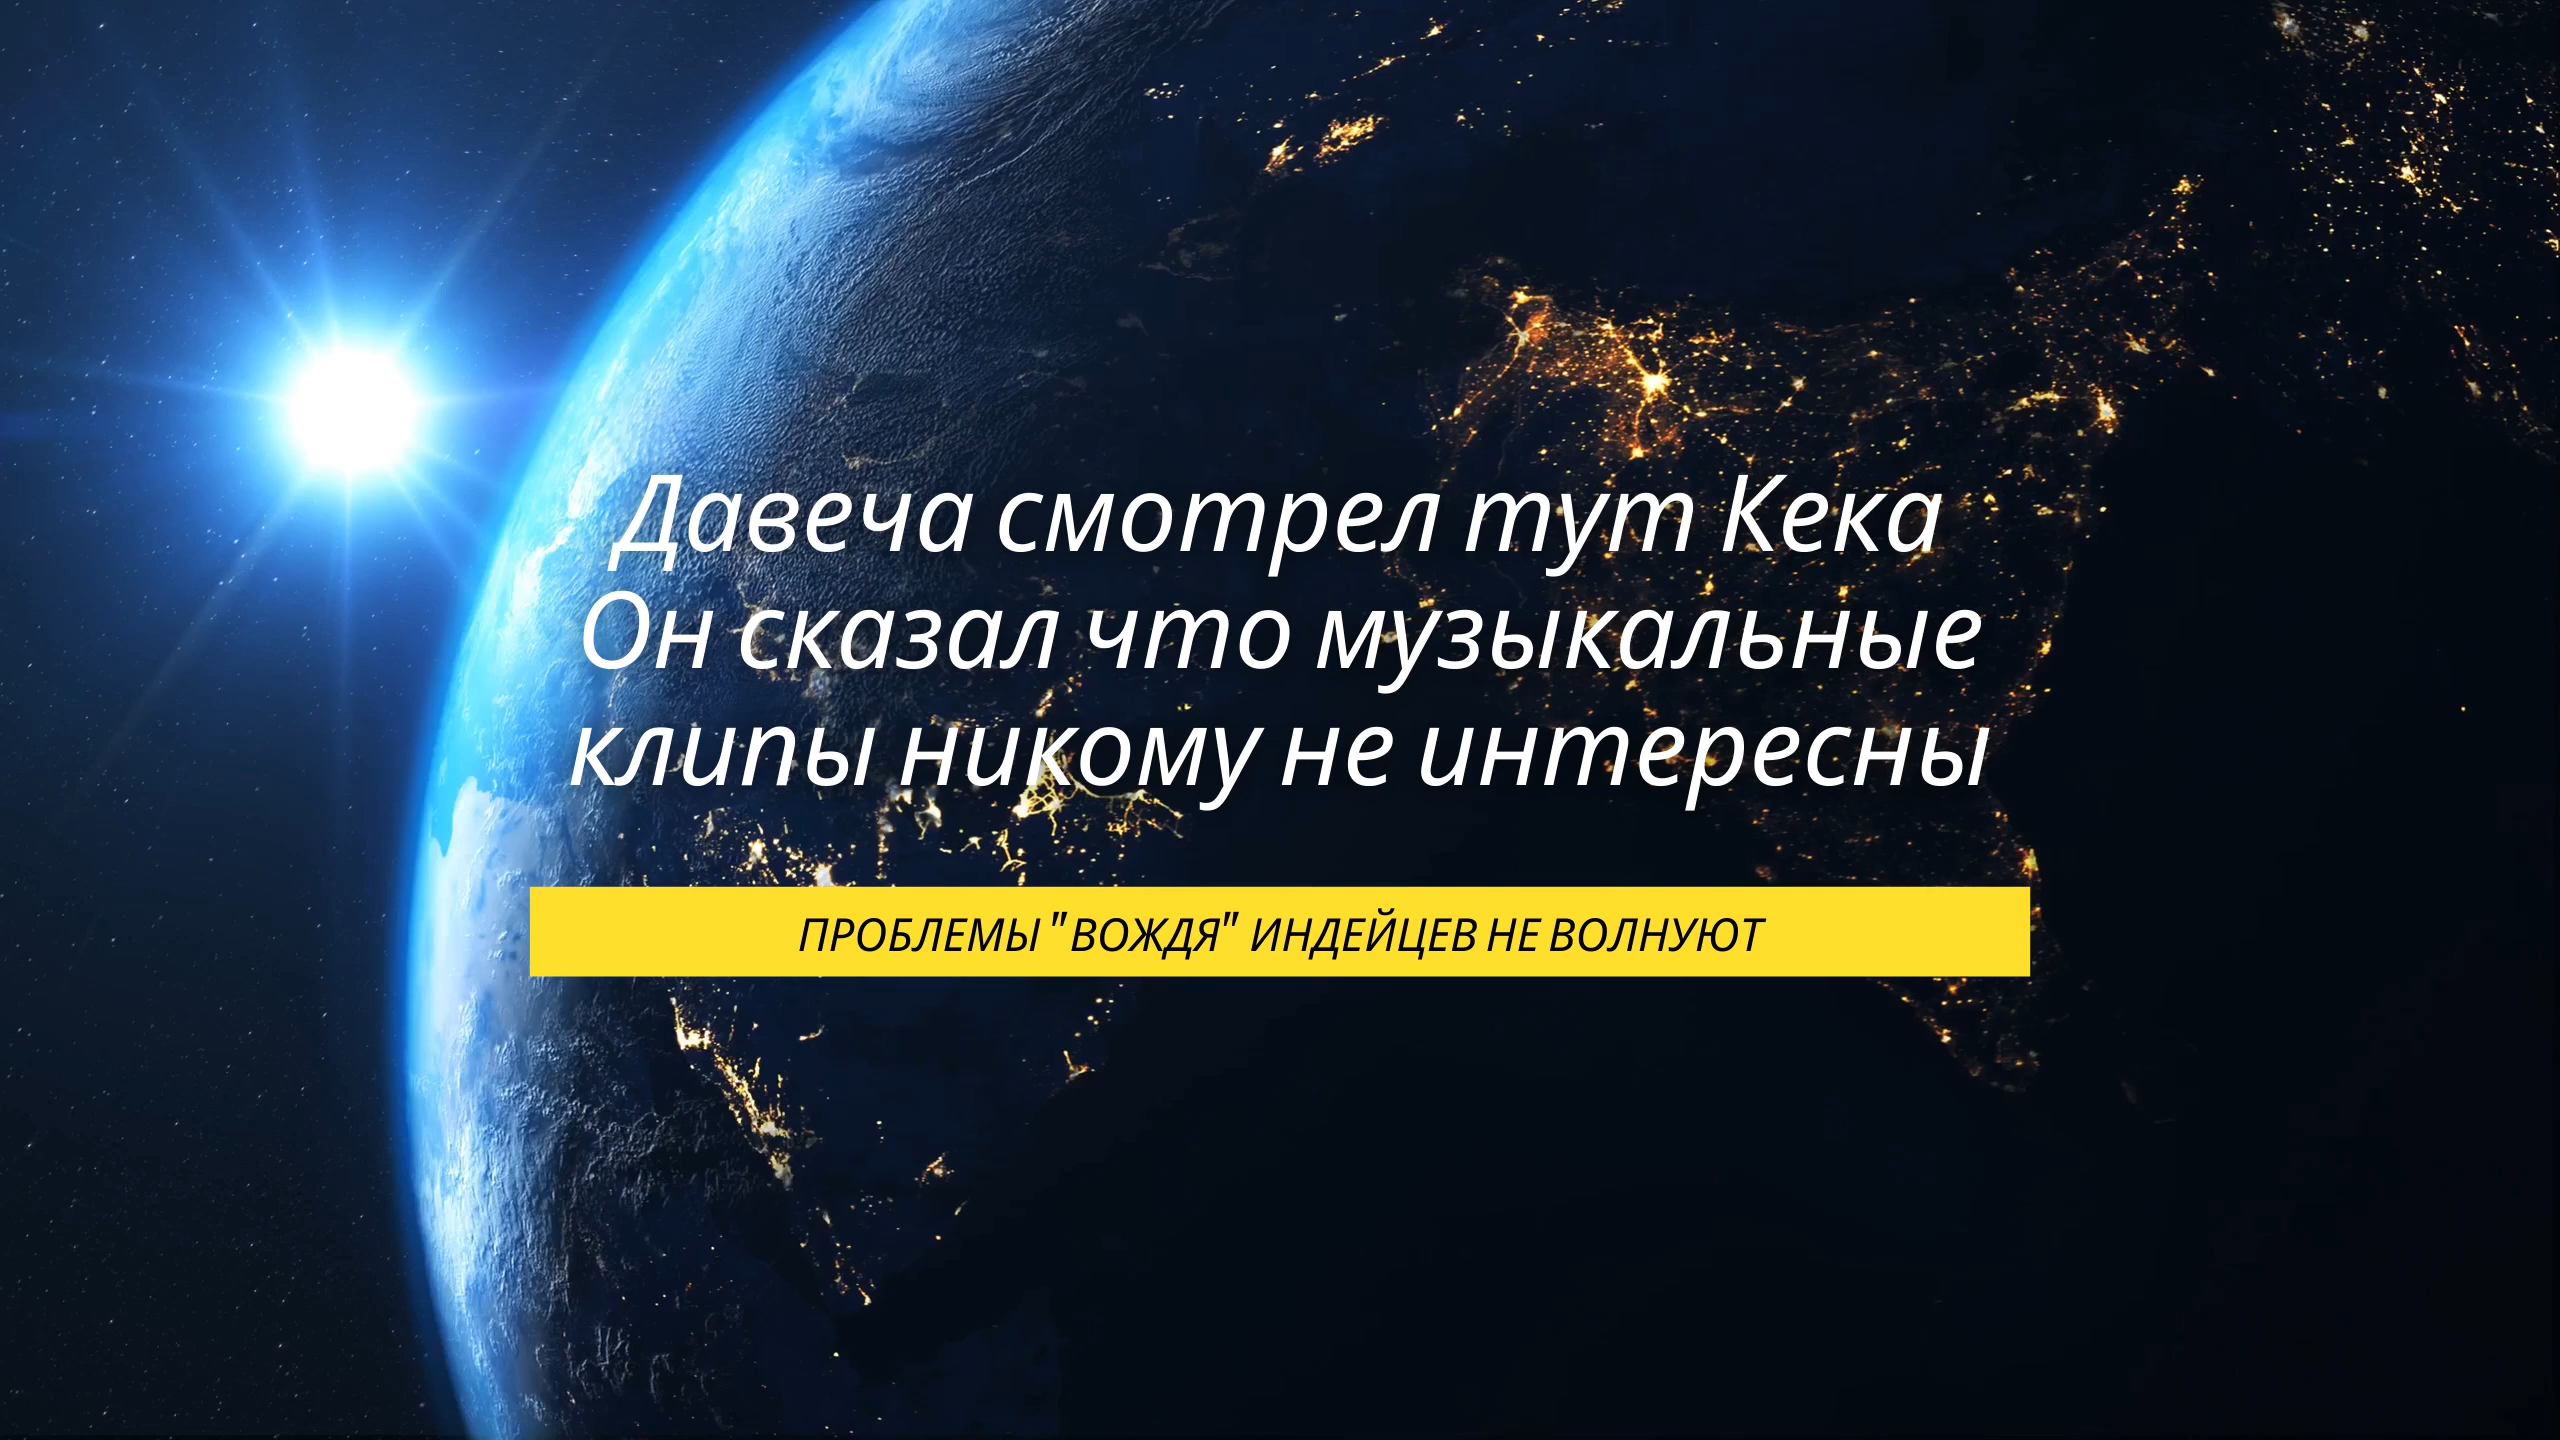 Давеча смотрел тут Кека
Он сказал что музыкальные
клипы никому не интересны
ПРОБЛЕМЫ "ВОЖДЯ" ИНДЕЙЦЕВ НЕ ВОЛНУЮТ